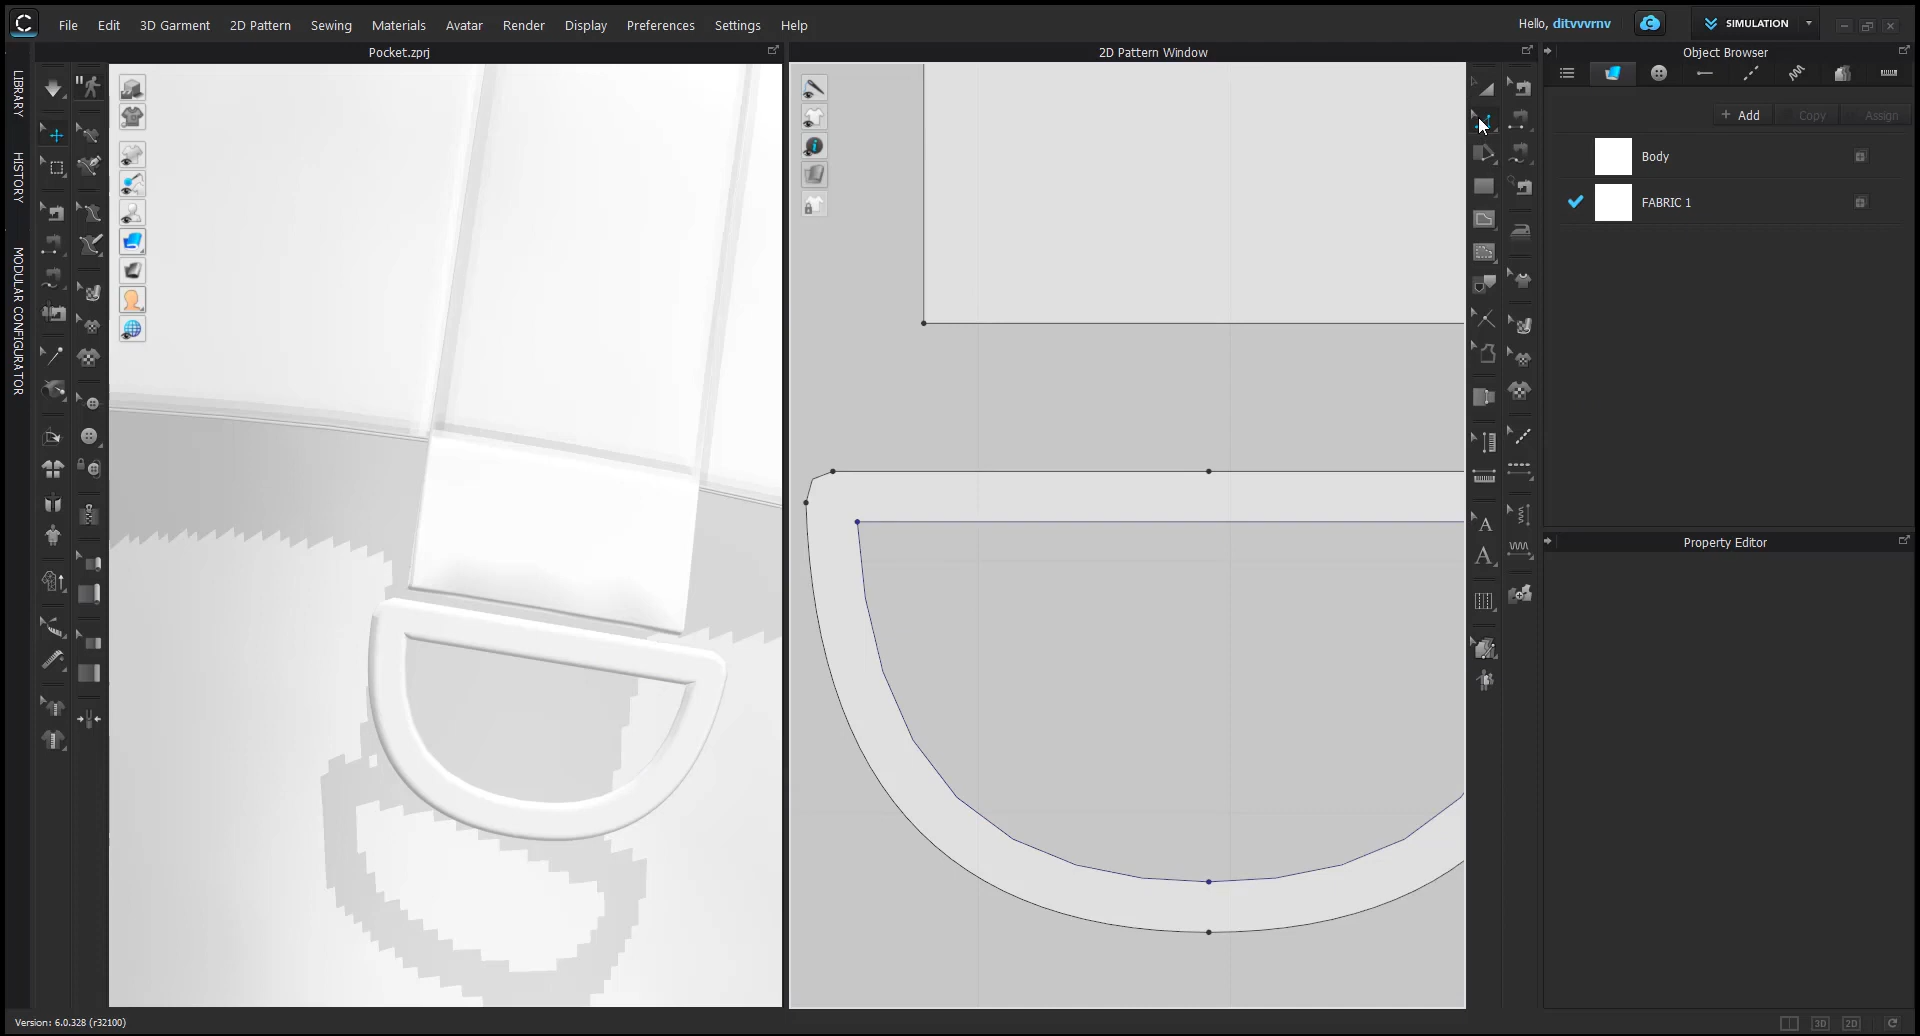 File Edit 3D Garment 2D Pattern Sewing Materials Avatar Render Display Preferences Settings Help
Hello, ditvvvrnv
SIMULATION
Pocket.zprj
2D Pattern Window
Object Browser
LIBRARY
HISTORY
MODULAR CONFIGURATOR
+ Add
Copy
Assign
Body
FABRIC 1
Property Editor
A
A
Version: 6.0.328 (r32100)
3D
2D